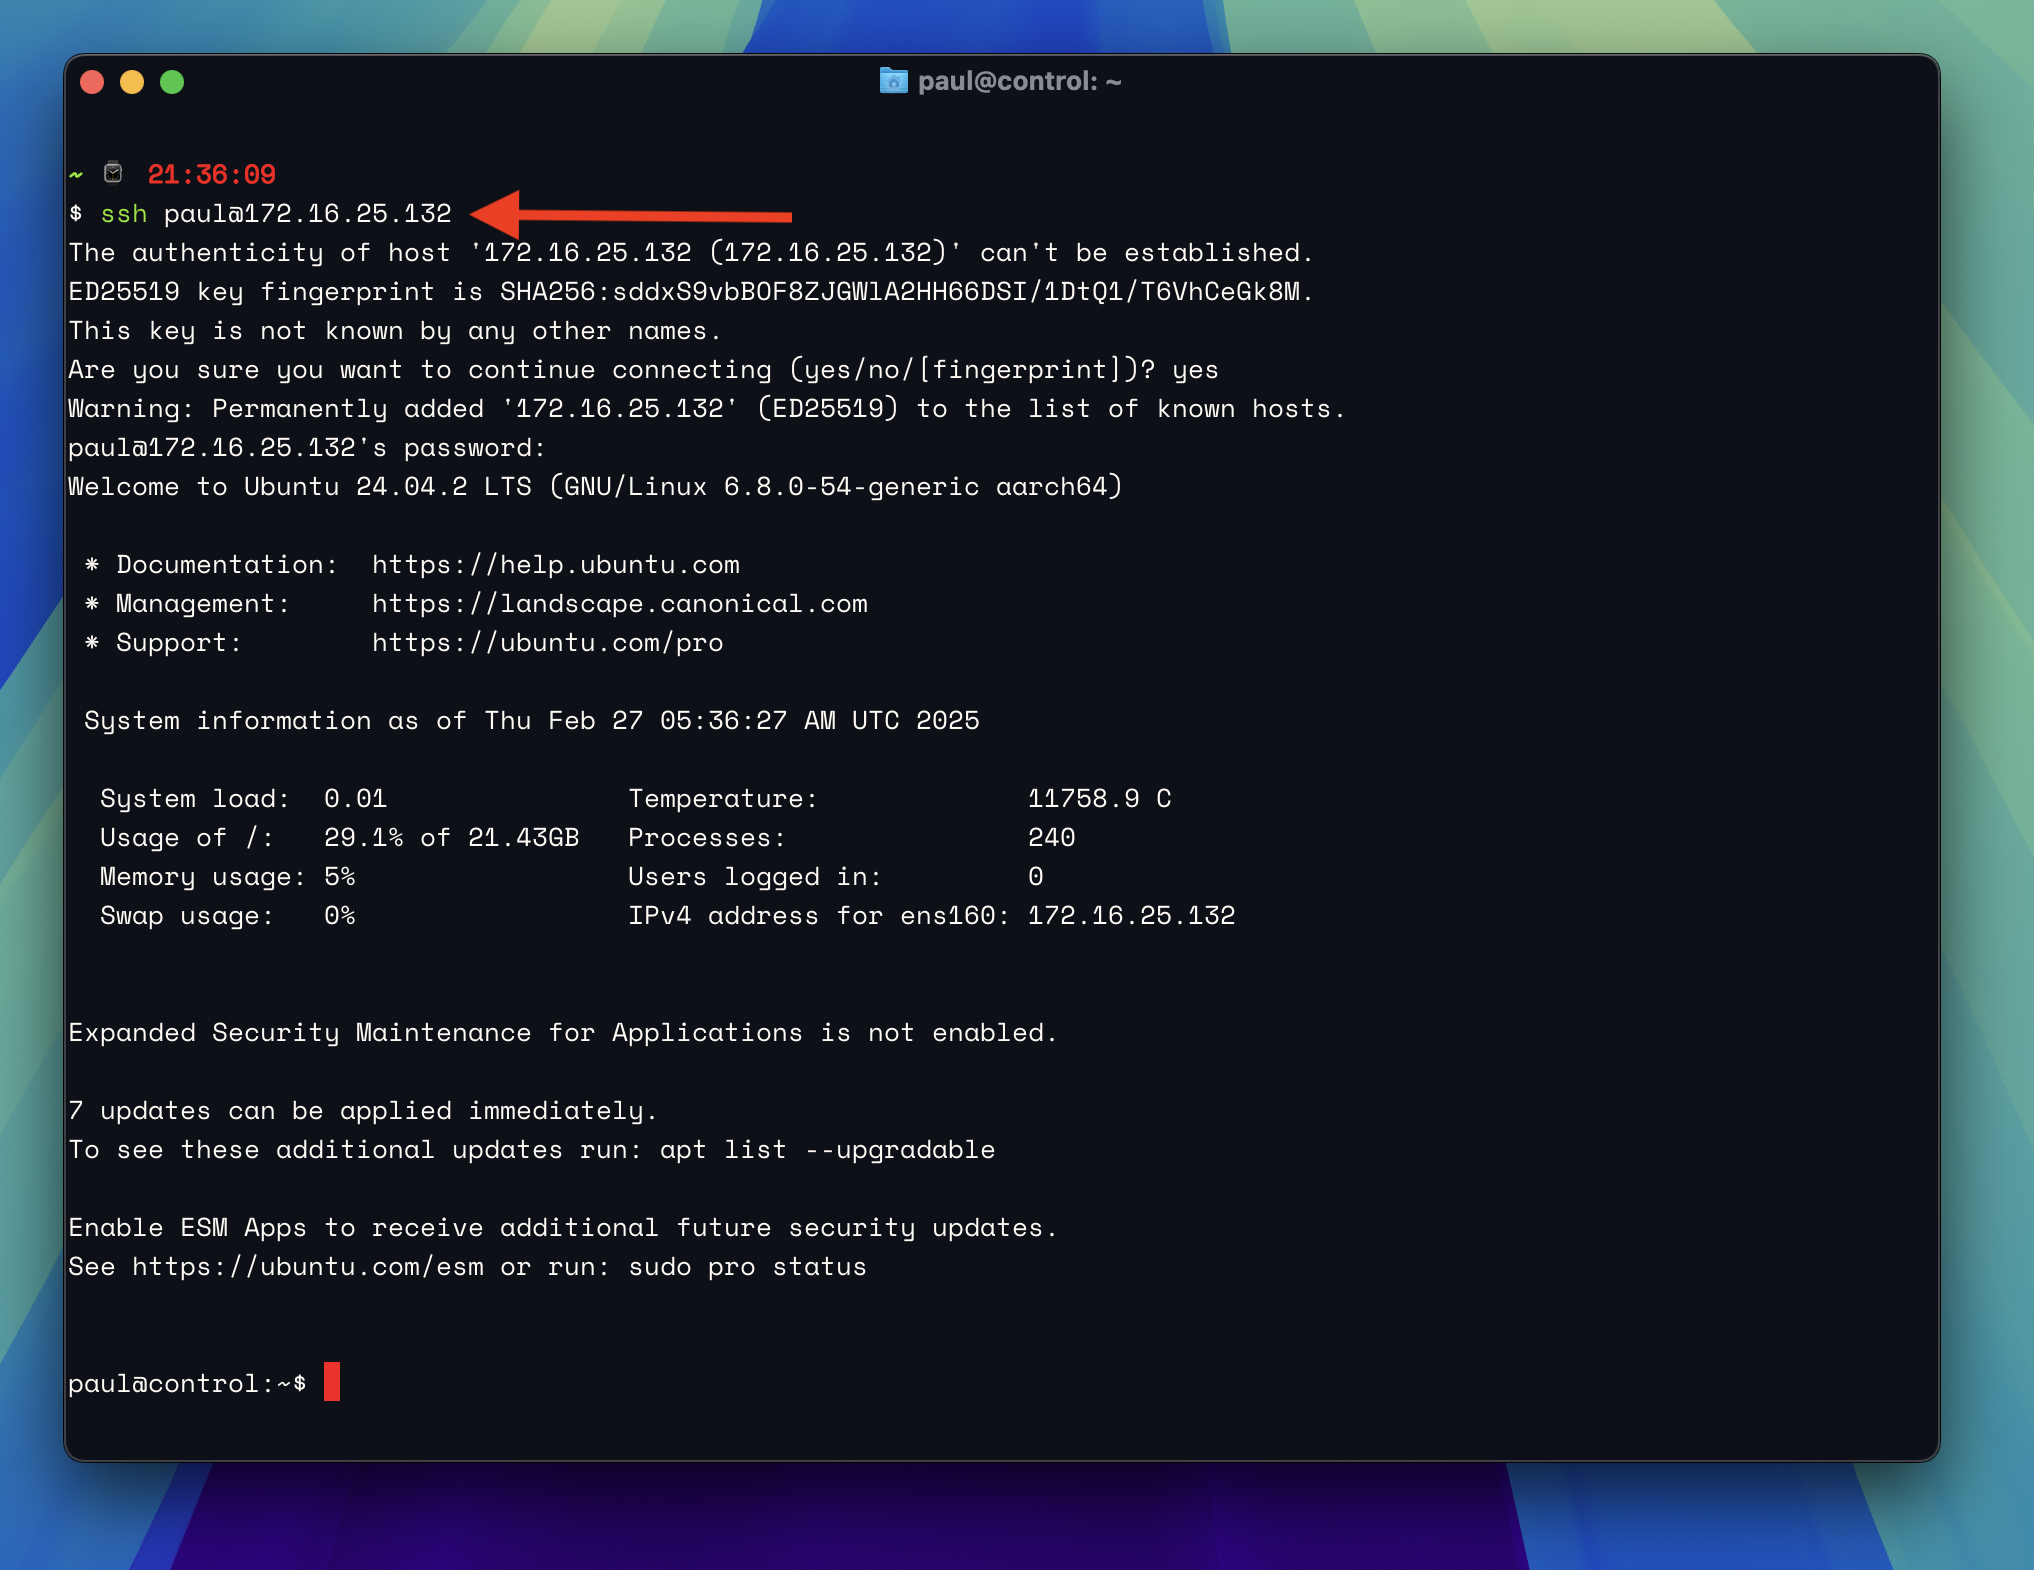 paul@control: ~
~ ⌚ 21:36:09
$ ssh paul@172.16.25.132
The authenticity of host '172.16.25.132 (172.16.25.132)' can't be established.
ED25519 key fingerprint is SHA256:sddxS9vbBOF8ZJGWlA2HH66DSI/1DtQ1/T6VhCeGk8M.
This key is not known by any other names.
Are you sure you want to continue connecting (yes/no/[fingerprint])? yes
Warning: Permanently added '172.16.25.132' (ED25519) to the list of known hosts.
paul@172.16.25.132's password:
Welcome to Ubuntu 24.04.2 LTS (GNU/Linux 6.8.0-54-generic aarch64)
* Documentation:  https://help.ubuntu.com
* Management:     https://landscape.canonical.com
* Support:        https://ubuntu.com/pro
System information as of Thu Feb 27 05:36:27 AM UTC 2025
System load:  0.01               Temperature:             11758.9 C
Usage of /:   29.1% of 21.43GB   Processes:               240
Memory usage: 5%                 Users logged in:         0
Swap usage:   0%                 IPv4 address for ens160: 172.16.25.132
Expanded Security Maintenance for Applications is not enabled.
7 updates can be applied immediately.
To see these additional updates run: apt list --upgradable
Enable ESM Apps to receive additional future security updates.
See https://ubuntu.com/esm or run: sudo pro status
paul@control:~$